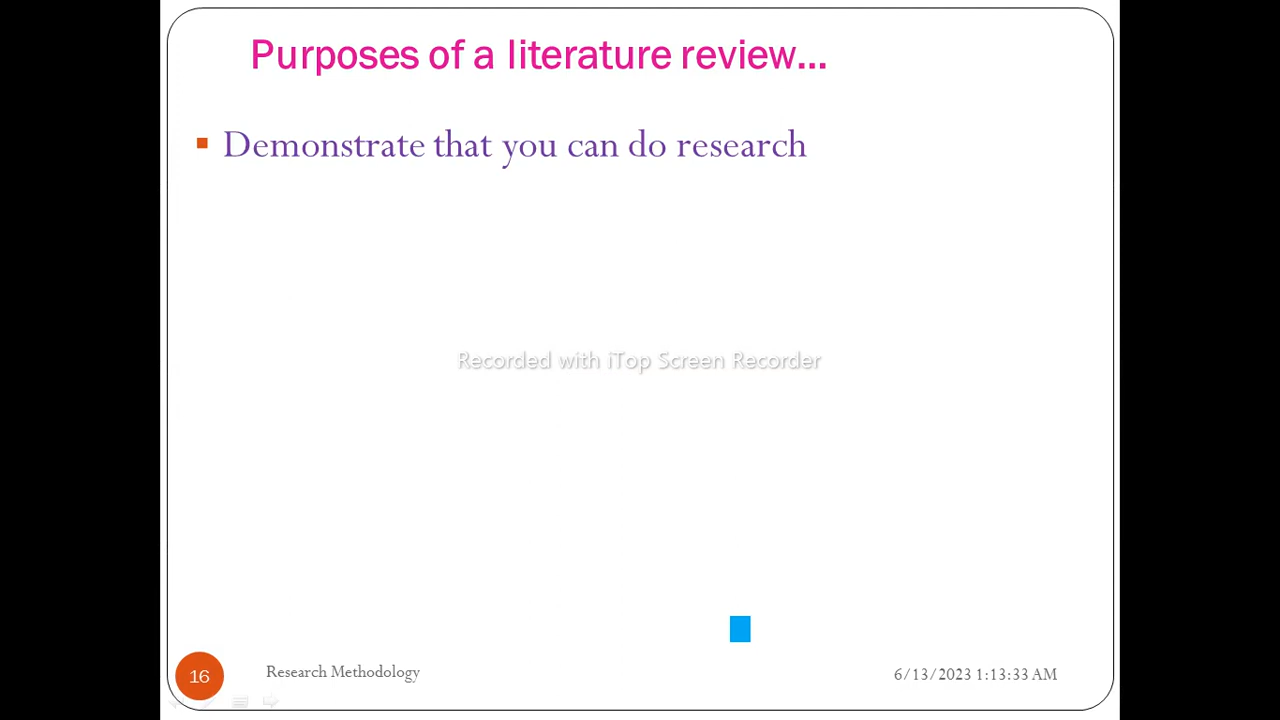 Purposes of a literature review...
Demonstrate that you can do research
Recorded with iTop Screen Recorder
16
Research Methodology
6/13/2023 1:13:33 AM